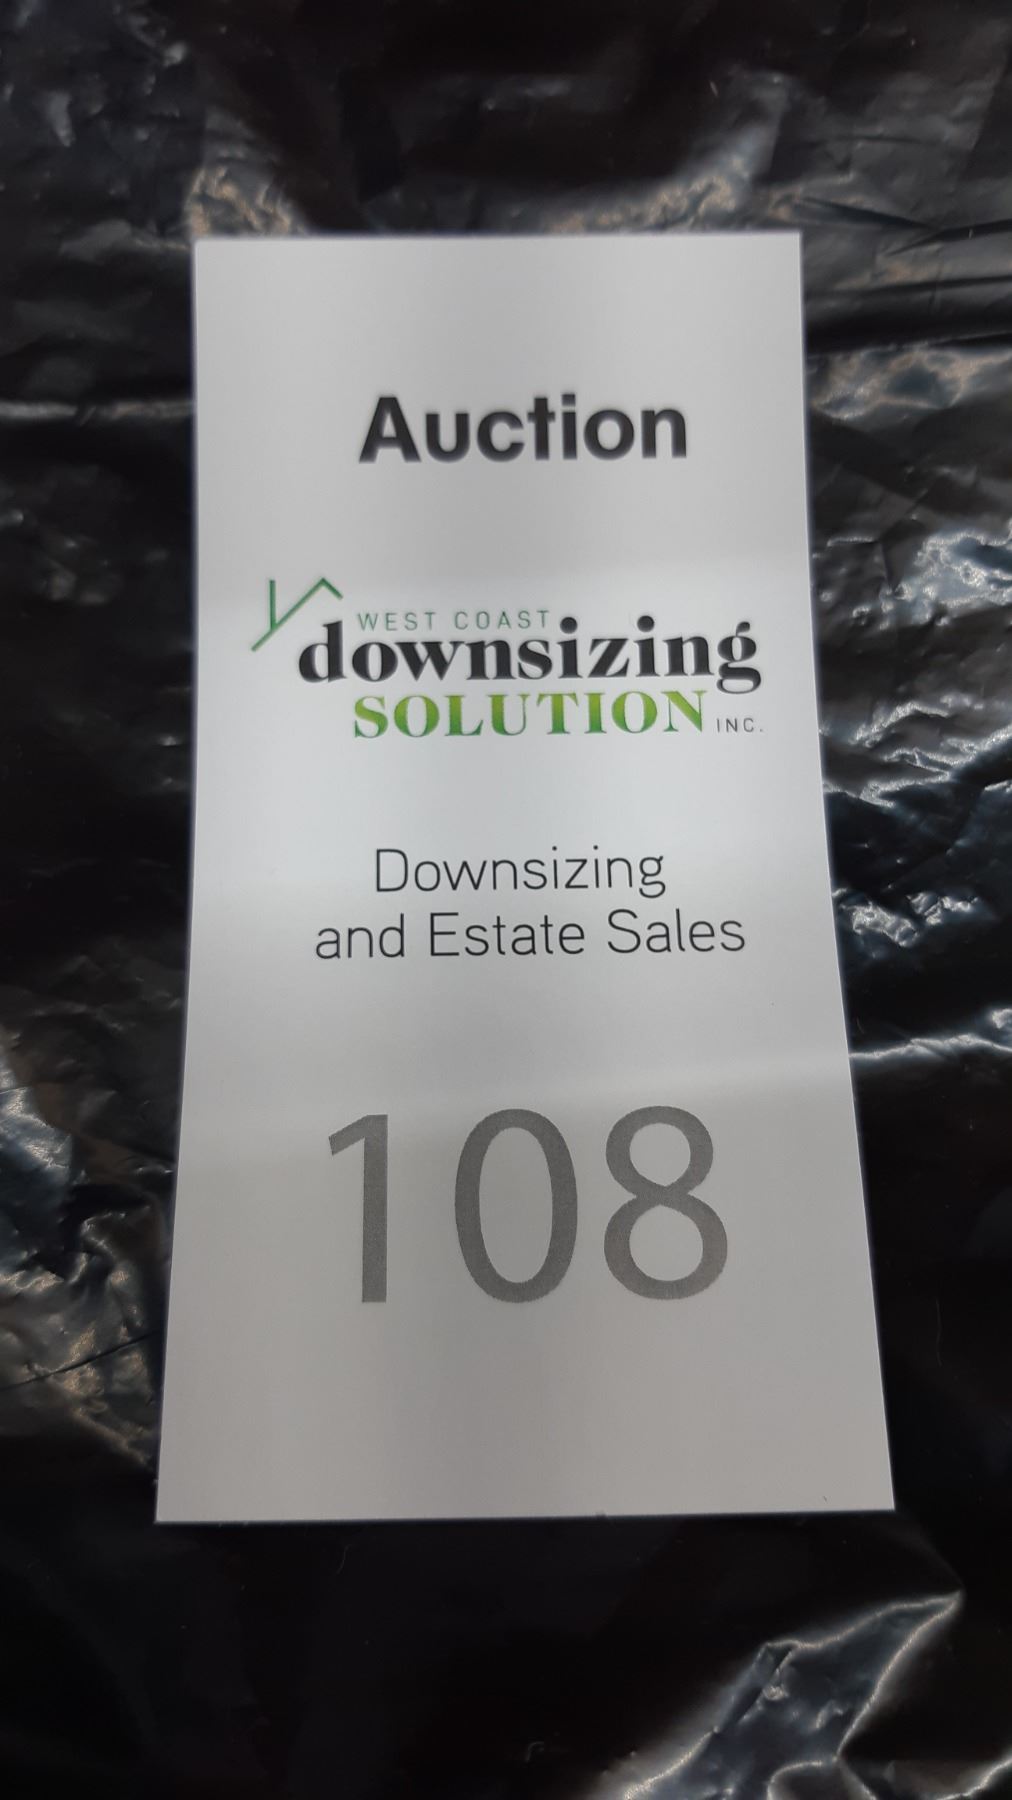 Auction
WEST COAST
downsizing
SOLUTION INC.
Downsizing
and Estate Sales
108